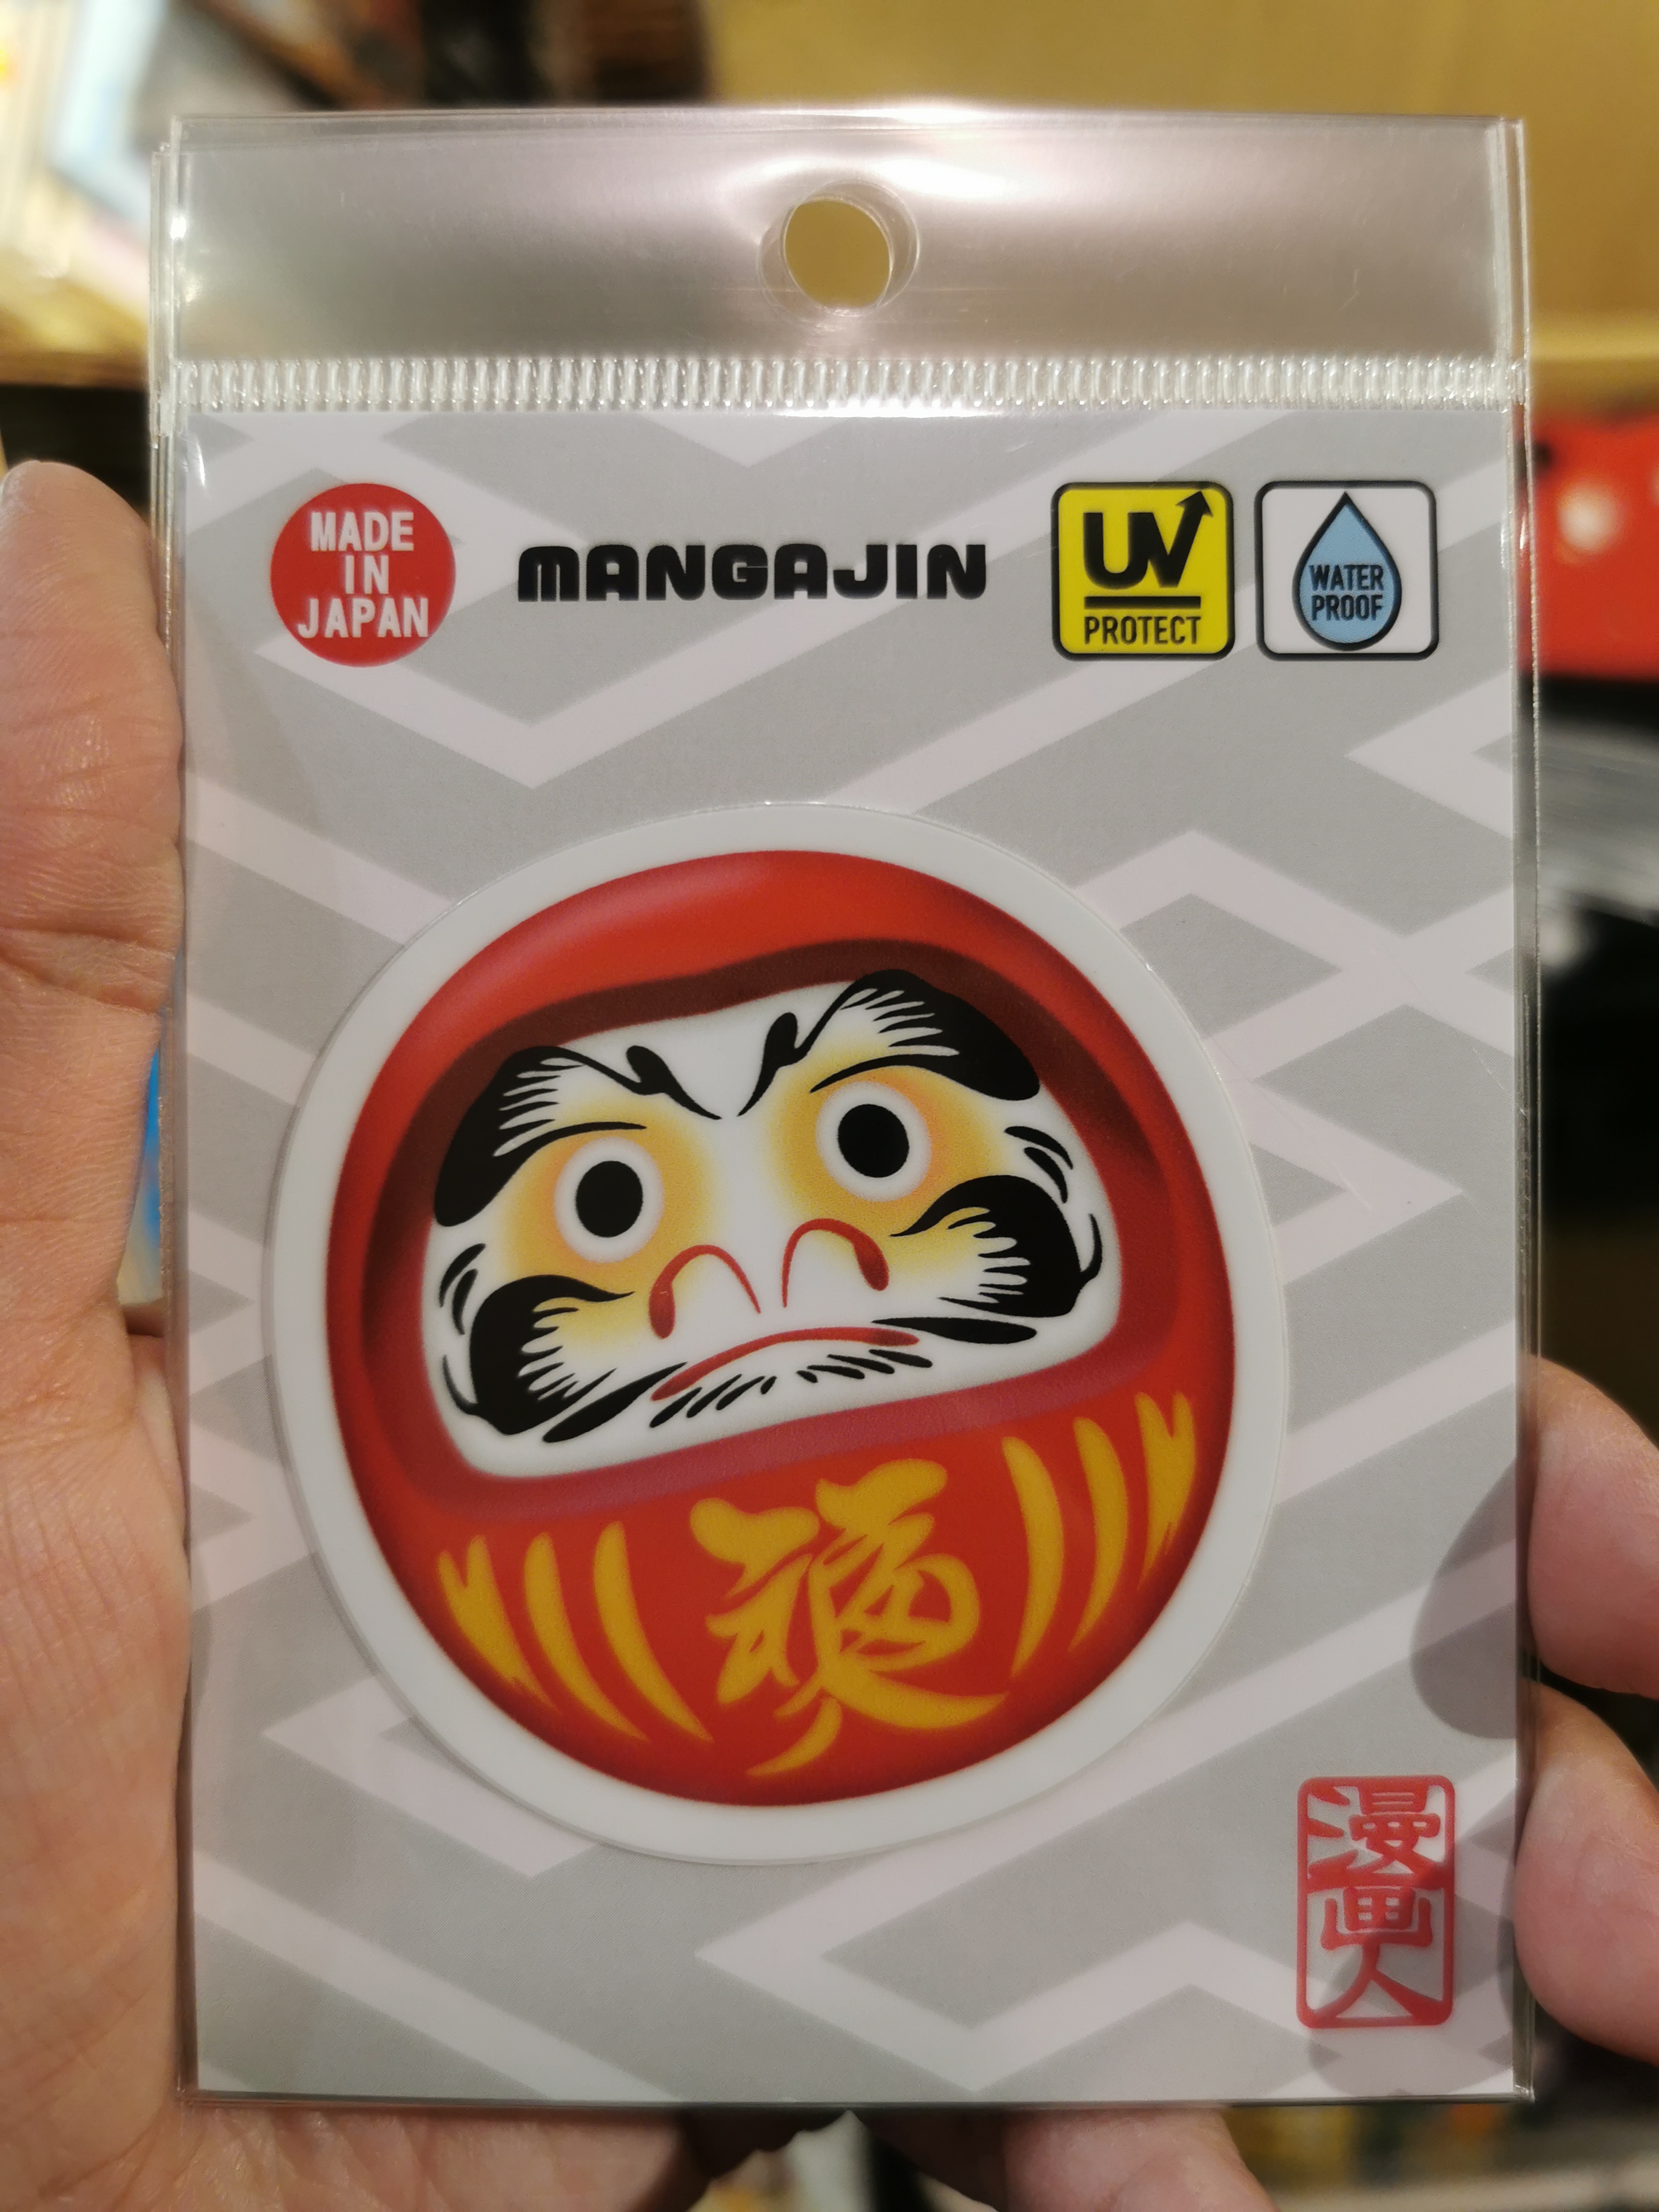 MADE
IN
JAPAN
MANGAJIN
UV
PROTECT
WATER
PROOF
福
漫画人